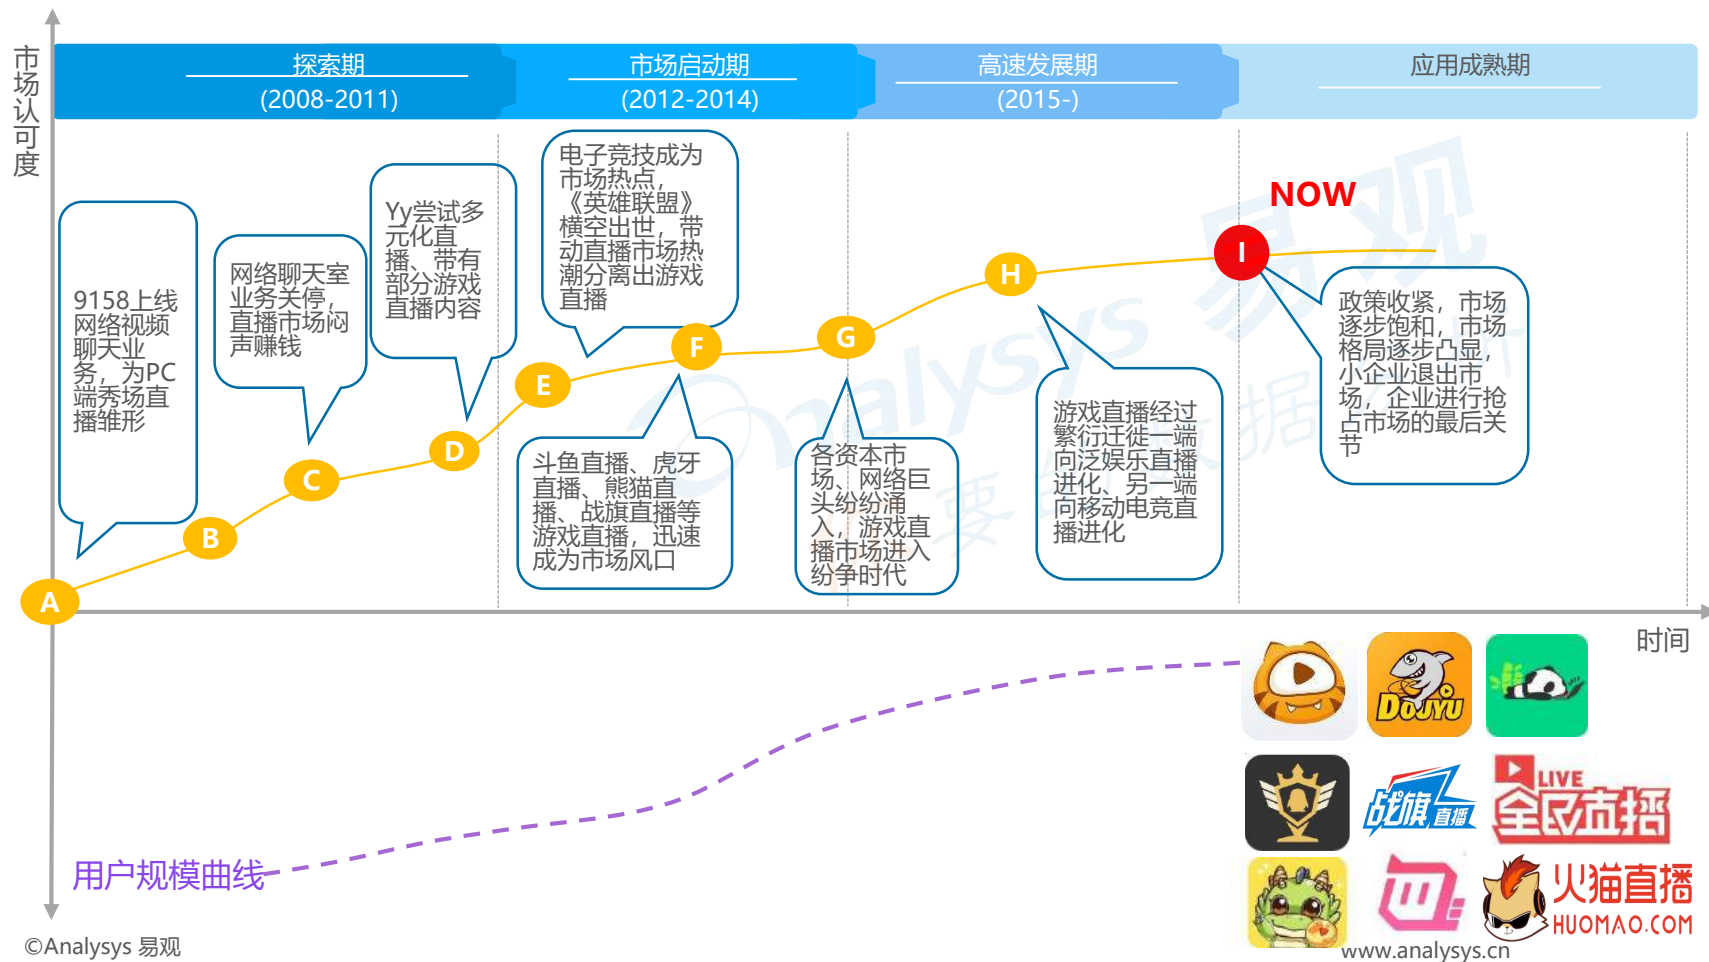 市场认可度
探索期
(2008-2011)
市场启动期
(2012-2014)
高速发展期
(2015-)
应用成熟期
9158上线
网络视频
聊天业
务，为PC
端秀场直
播雏形
网络聊天室
业务关停，
直播市场闷
声赚钱
Yy尝试多
元化直
播、带有
部分游戏
直播内容
电子竞技成为
市场热点，
《英雄联盟》
横空出世，带
动直播市场热
潮分离出游戏
直播
斗鱼直播、虎牙
直播、熊猫直
播、战旗直播等
游戏直播，迅速
成为市场风口
各资本市
场、网络巨
头纷纷涌
入，游戏直
播市场进入
纷争时代
游戏直播经过
繁衍迁徙一端
向泛娱乐直播
进化、另一端
向移动电竞直
播进化
NOW
政策收紧，市场
逐步饱和，市场
格局逐步凸显，
小企业退出市
场，企业进行抢
占市场的最后关
节
A
B
C
D
E
F
G
H
I
易观
analysys
要的数据分析
时间
用户规模曲线
DOUYU
战旗
直播
LIVE
全民直播
火猫直播
HUOMAO.COM
©Analysys 易观
www.analysys.cn